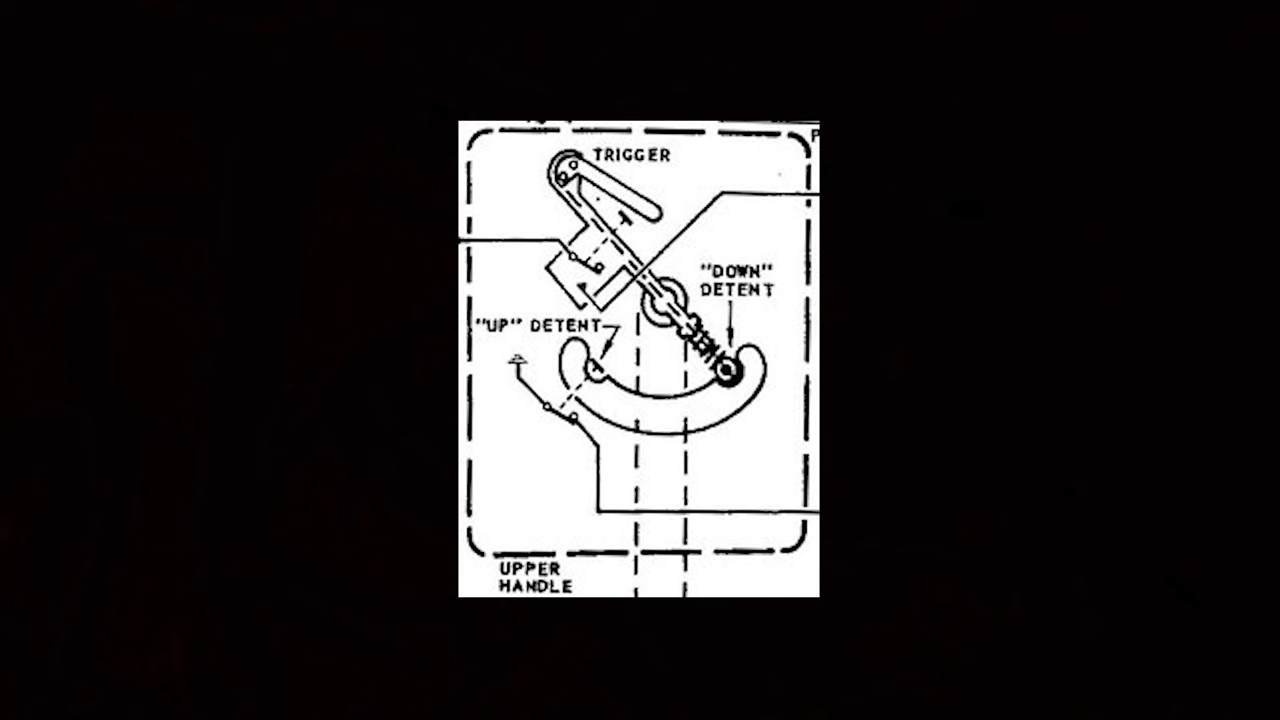 TRIGGER
"DOWN"
DETENT
"UP" DETENT
UPPER
HANDLE